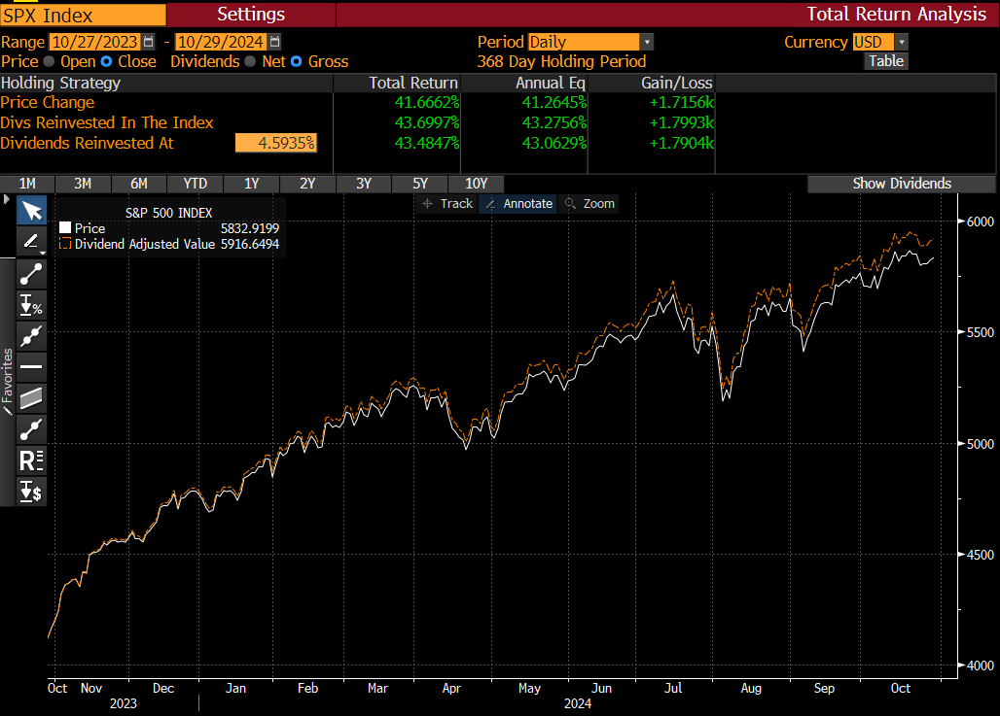 SPX Index Settings Total Return Analysis
Range 10/27/2023 - 10/29/2024 Period Daily Currency USD
Price Open Close Dividends Net Gross 368 Day Holding Period Table
Holding Strategy Total Return Annual Eq Gain/Loss
Price Change 41.6662% 41.2645% +1.7156k
Divs Reinvested In The Index 43.6997% 43.2756% +1.7993k
Dividends Reinvested At 4.5935% 43.4847% 43.0629% +1.7904k
1M 3M 6M YTD 1Y 2Y 3Y 5Y 10Y Show Dividends
Track Annotate Zoom
S&P 500 INDEX
Price 5832.9199
Dividend Adjusted Value 5916.6494
6000
5500
5000
4500
4000
%
Favorites
R
$
Oct Nov Dec Jan Feb Mar Apr May Jun Jul Aug Sep Oct
2023 2024